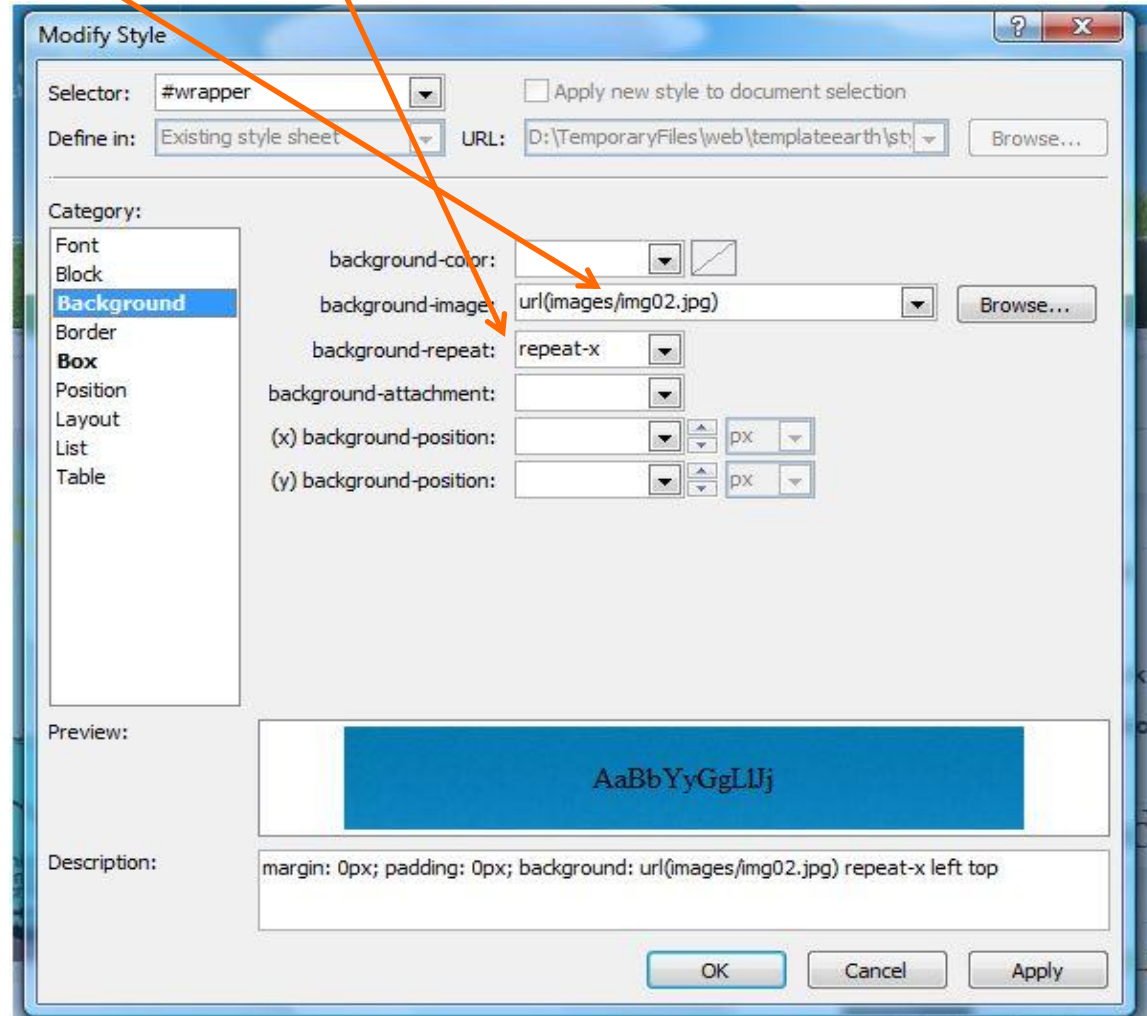 Modify Style
Selector: #wrapper Apply new style to document selection
Define in: Existing style sheet URL: D:\TemporaryFiles\web\templateearth\st Browse...
Category:
Font
Block
Background
Border
Box
Position
Layout
List
Table
background-color:
background-image: url(images/img02.jpg) Browse...
background-repeat: repeat-x
background-attachment:
(x) background-position: px
(y) background-position: px
Preview:
AaBbYyGgLlJj
Description: margin: 0px; padding: 0px; background: url(images/img02.jpg) repeat-x left top
OK Cancel Apply